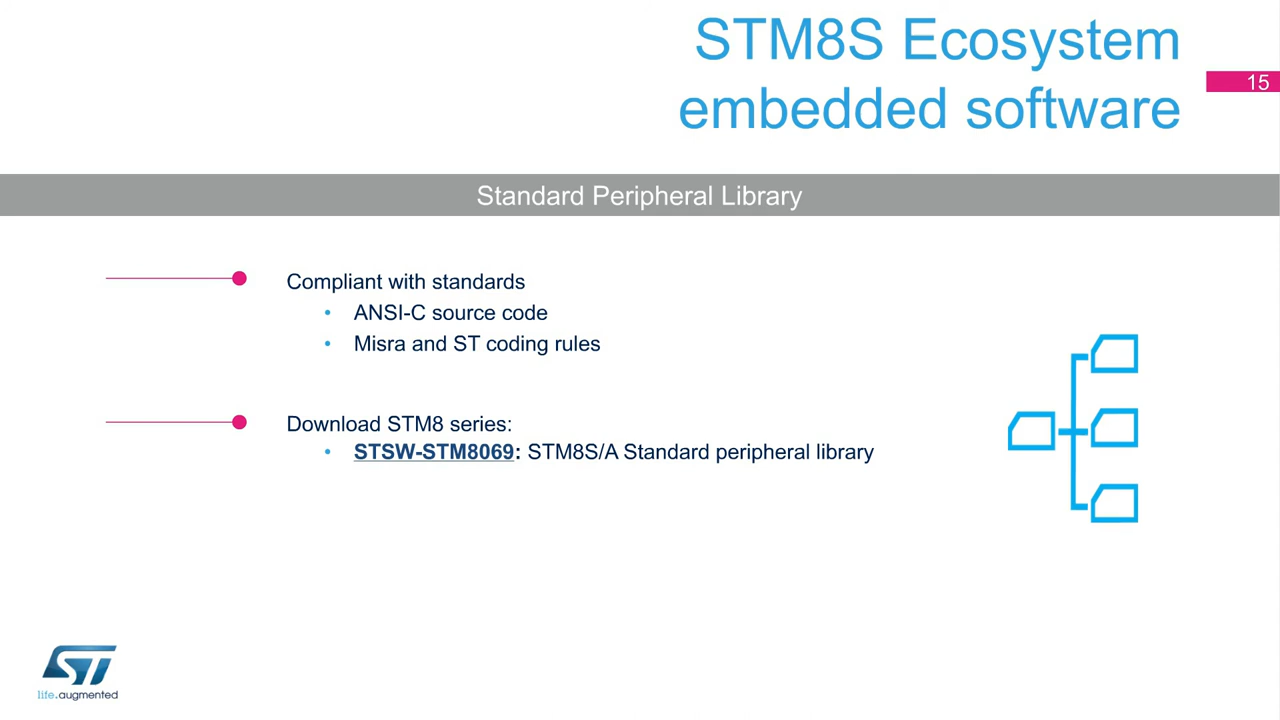 STM8S Ecosystem
embedded software
15
Standard Peripheral Library
Compliant with standards
• ANSI-C source code
• Misra and ST coding rules
Download STM8 series:
• STSW-STM8069: STM8S/A Standard peripheral library
ST
life.augmented